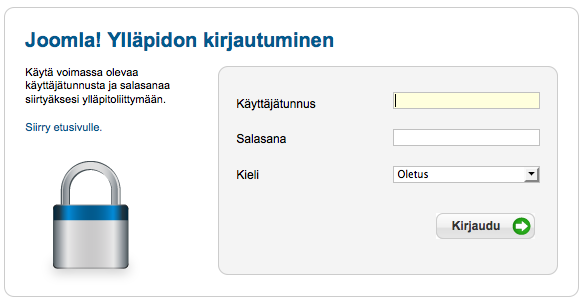 Joomla! Ylläpidon kirjautuminen
Käytä voimassa olevaa
käyttäjätunnusta ja salasanaa
siirtyäksesi ylläpitoliittymään.
Siirry etusivulle.
Käyttäjätunnus
Salasana
Kieli
Oletus
Kirjaudu